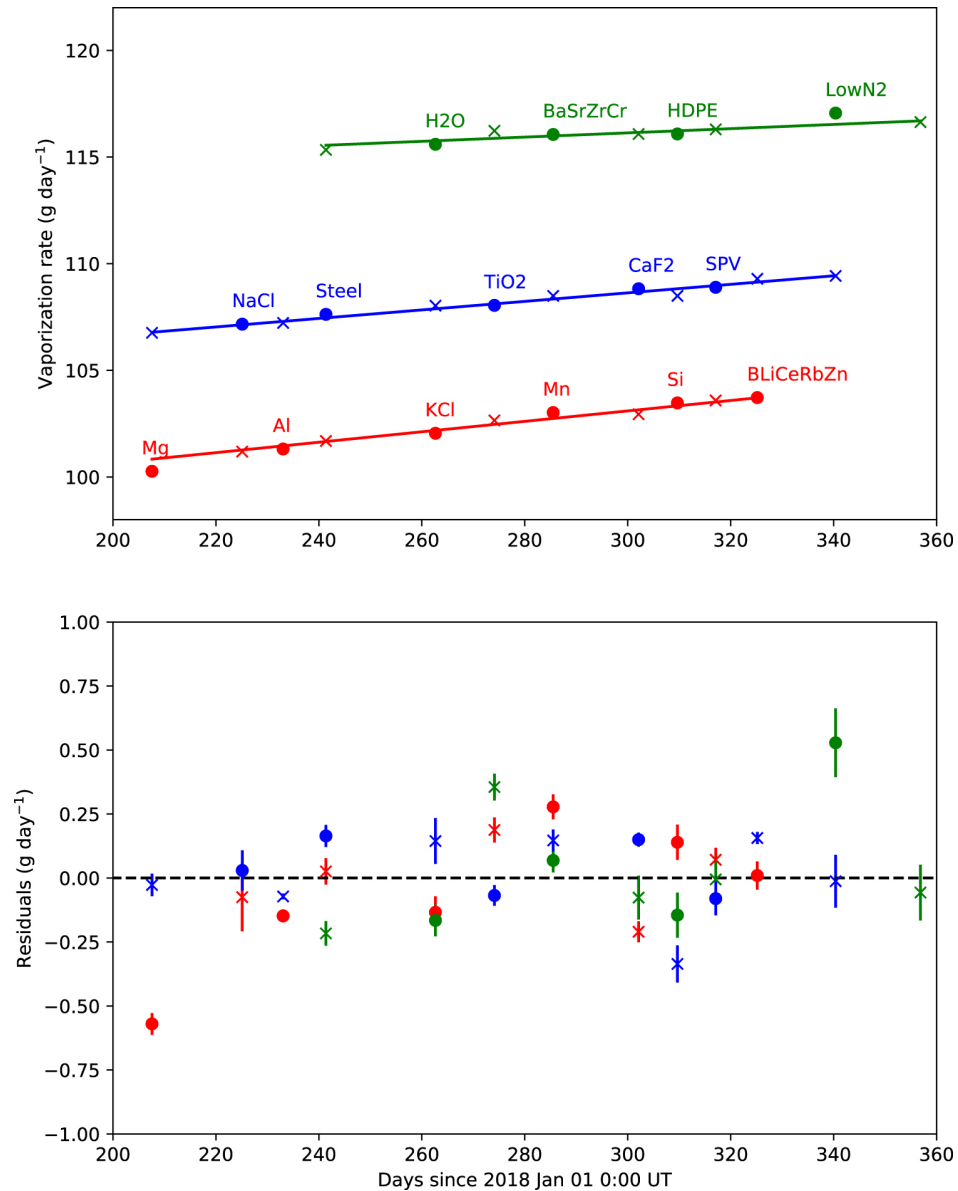 120
115
110
105
100
Vaporization rate (g day⁻¹)
LowN2
H2O
BaSrZrCr
HDPE
NaCl
Steel
TiO2
CaF2
SPV
Mg
Al
KCl
Mn
Si
BLiCeRbZn
200 220 240 260 280 300 320 340 360
1.00
0.75
0.50
0.25
0.00
−0.25
−0.50
−0.75
−1.00
Residuals (g day⁻¹)
200 220 240 260 280 300 320 340 360
Days since 2018 Jan 01 0:00 UT